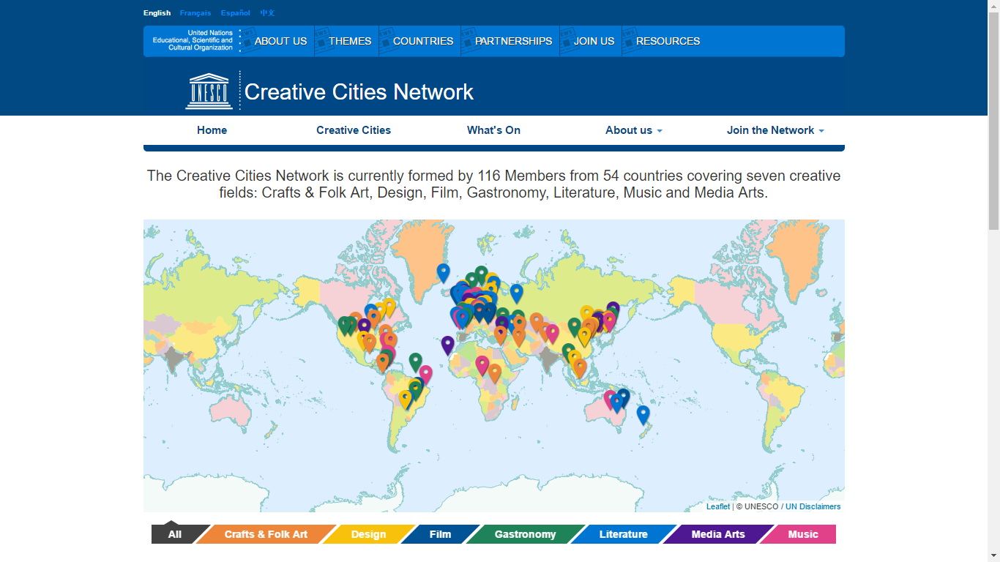 English Français Español 中文
United Nations
Educational, Scientific and
Cultural Organization
ABOUT US THEMES COUNTRIES PARTNERSHIPS JOIN US RESOURCES
UNESCO
Creative Cities Network
Home Creative Cities What's On About us Join the Network
The Creative Cities Network is currently formed by 116 Members from 54 countries covering seven creative
fields: Crafts & Folk Art, Design, Film, Gastronomy, Literature, Music and Media Arts.
Leaflet | © UNESCO / UN Disclaimers
All Crafts & Folk Art Design Film Gastronomy Literature Media Arts Music